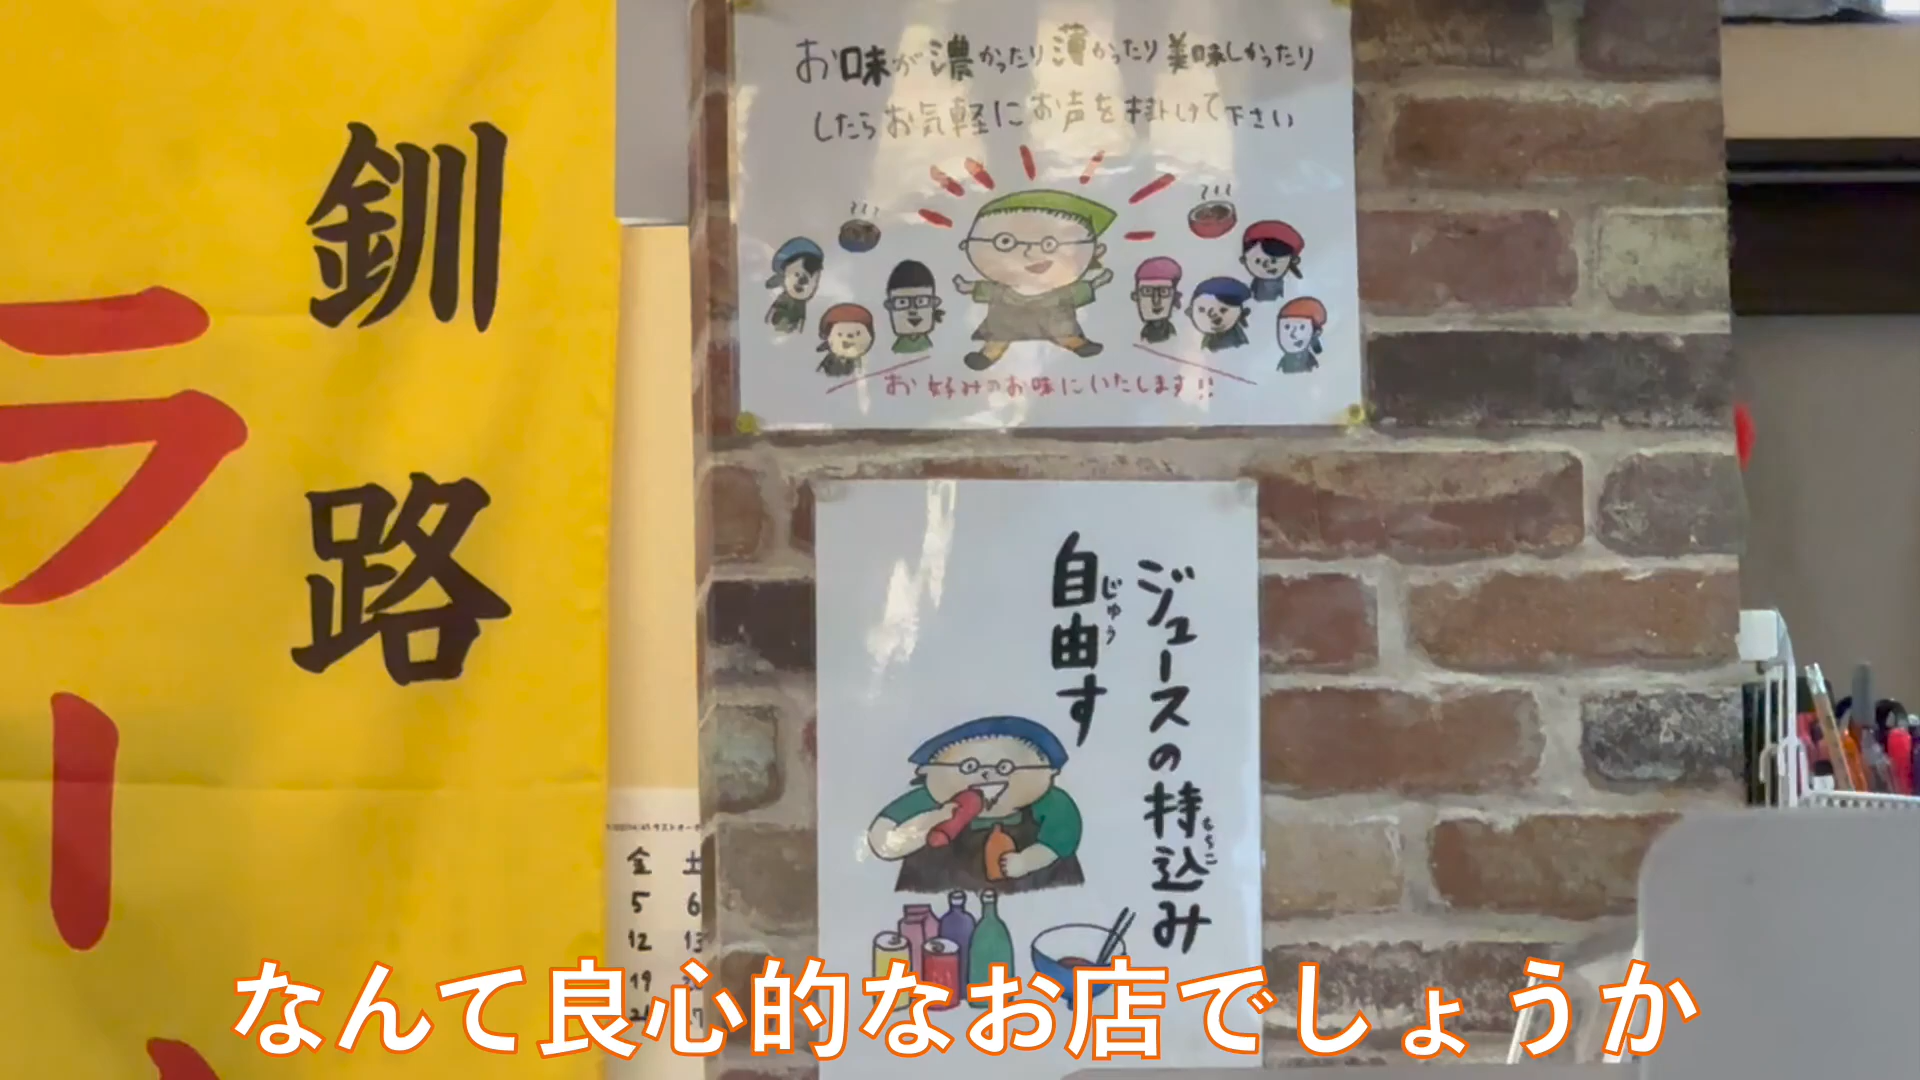 お味が濃かったり薄かったり美味しかったり
したらお気軽にお声を掛けて下さい
お好みのお味にいたします!!
釧路
ラー
ジュースの持込み
もちこ
自由す
じゆう
金 土
5 6
12 13
19
なんて良心的なお店でしょうか